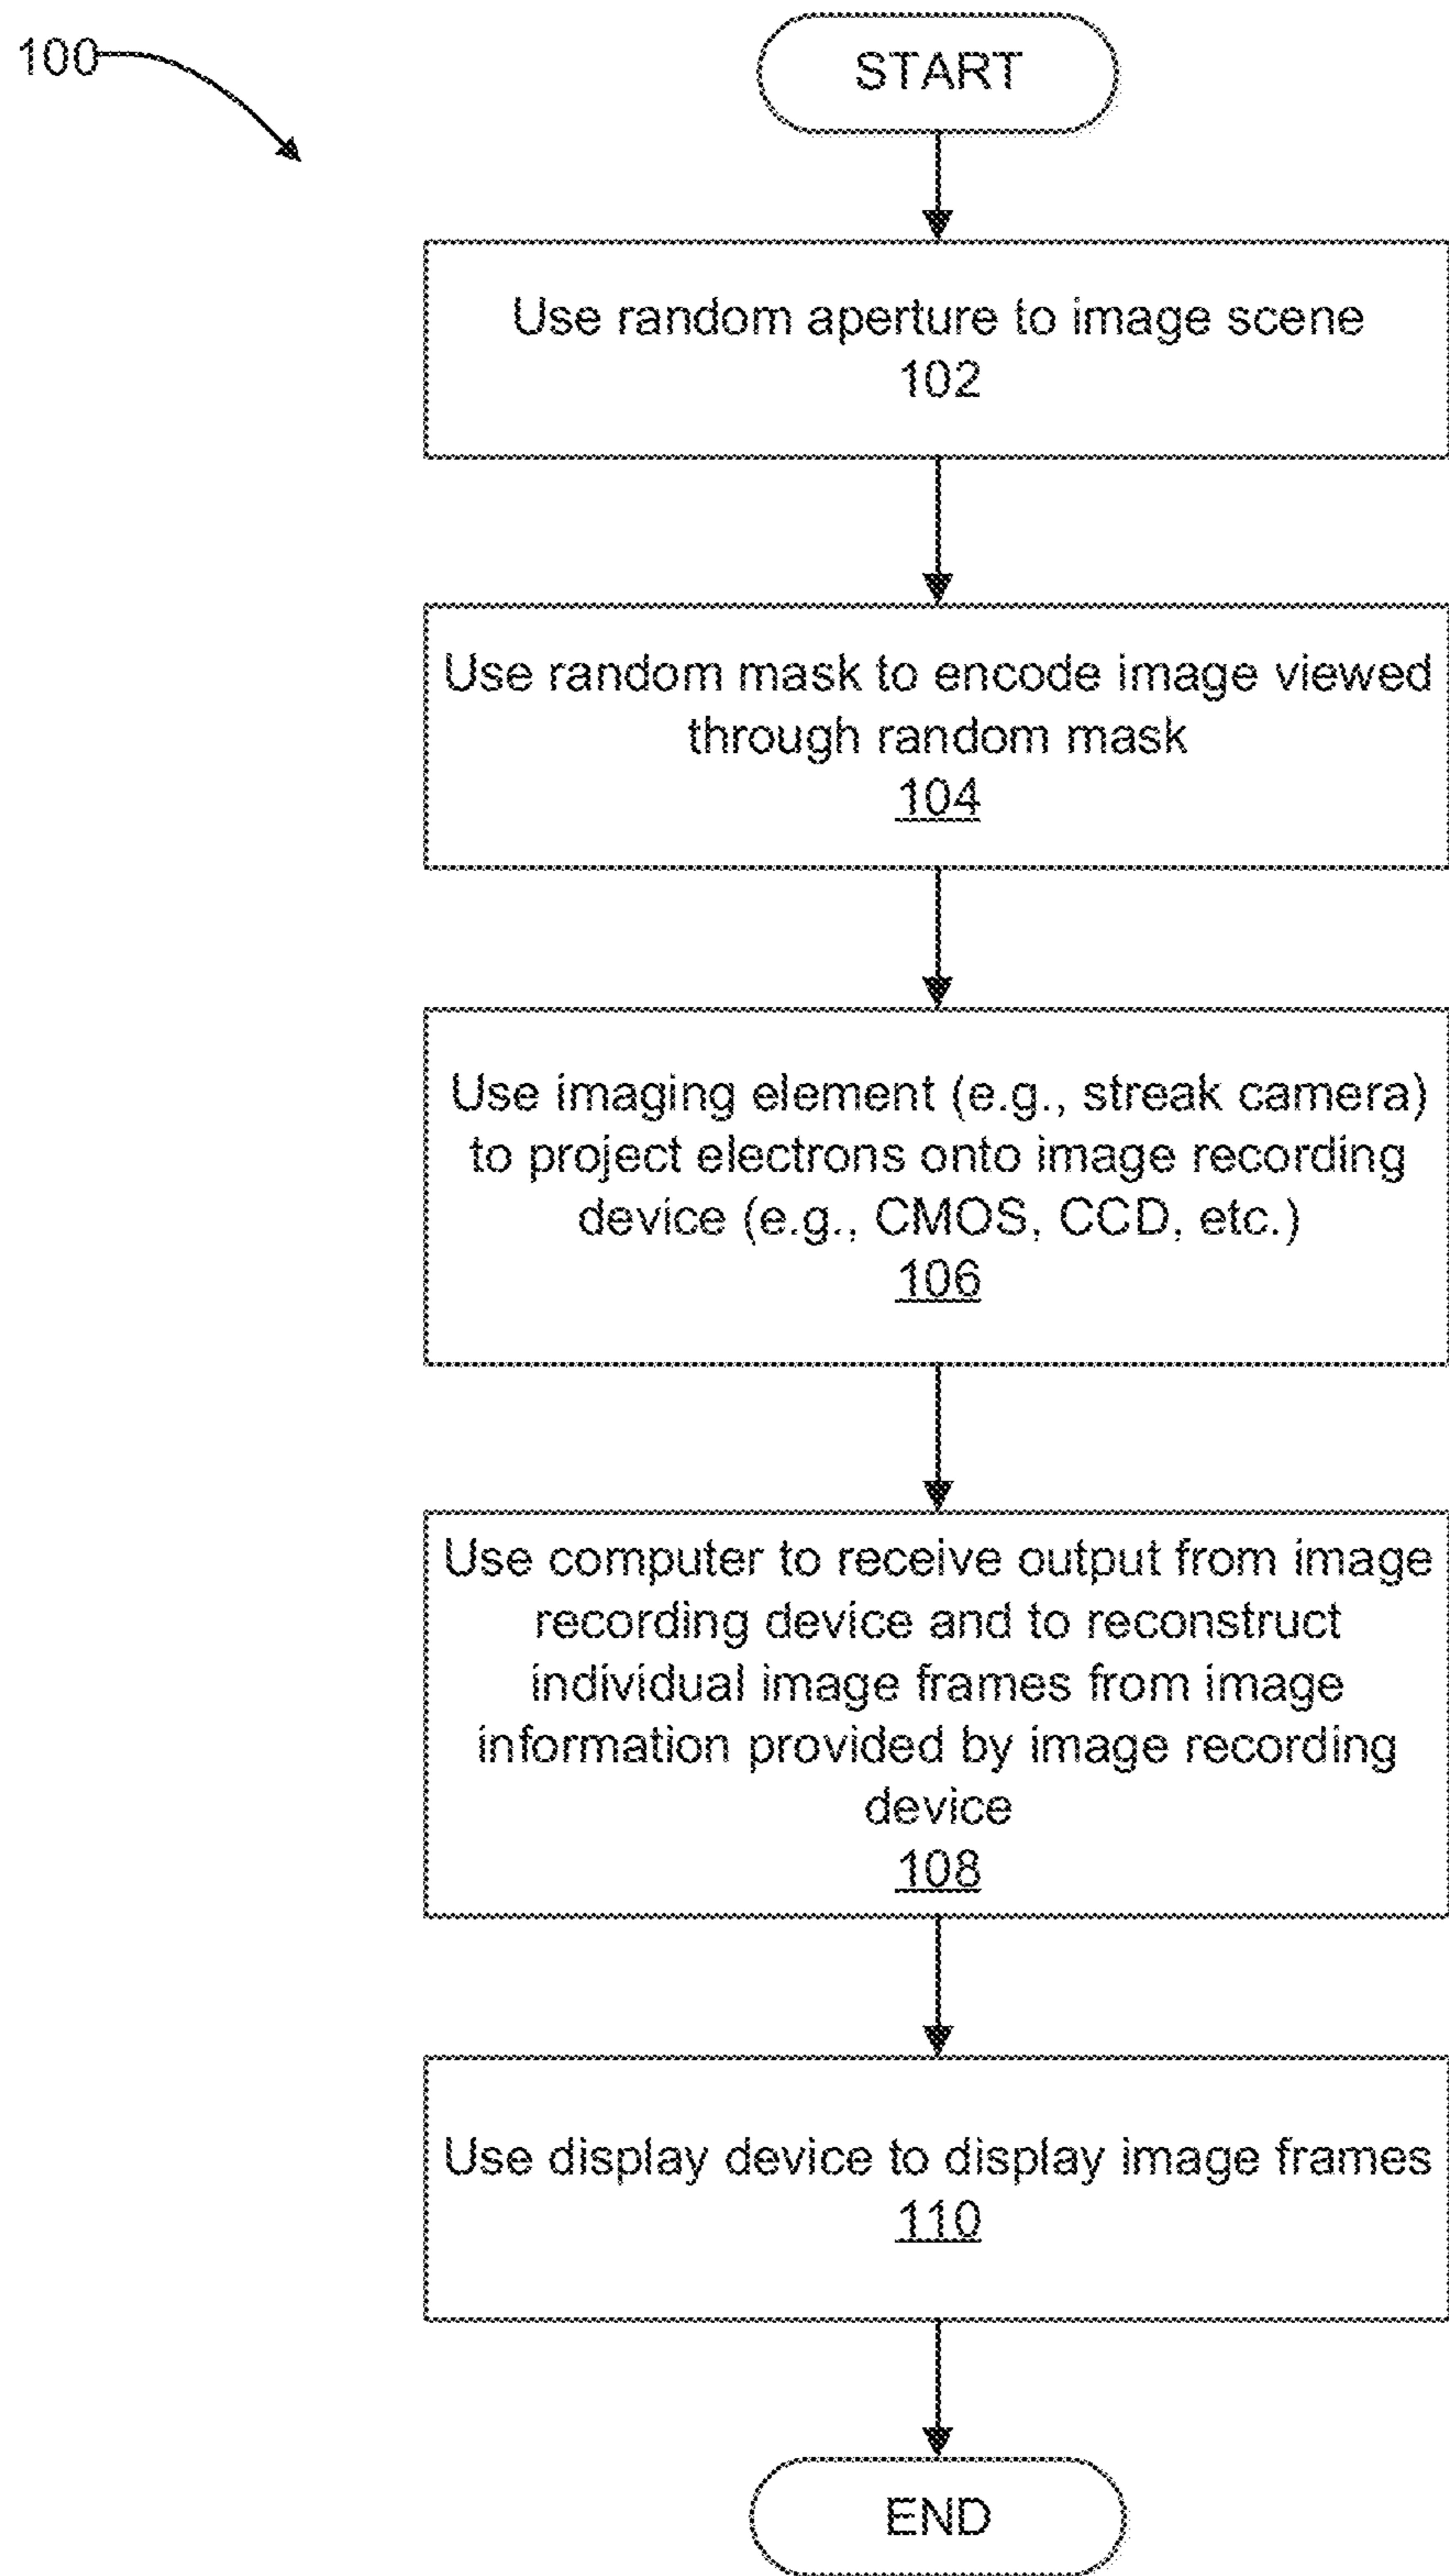 100
START
Use random aperture to image scene
102
Use random mask to encode image viewed
through random mask
104
Use imaging element (e.g., streak camera)
to project electrons onto image recording
device (e.g., CMOS, CCD, etc.)
106
Use computer to receive output from image
recording device and to reconstruct
individual image frames from image
information provided by image recording
device
108
Use display device to display image frames
110
END